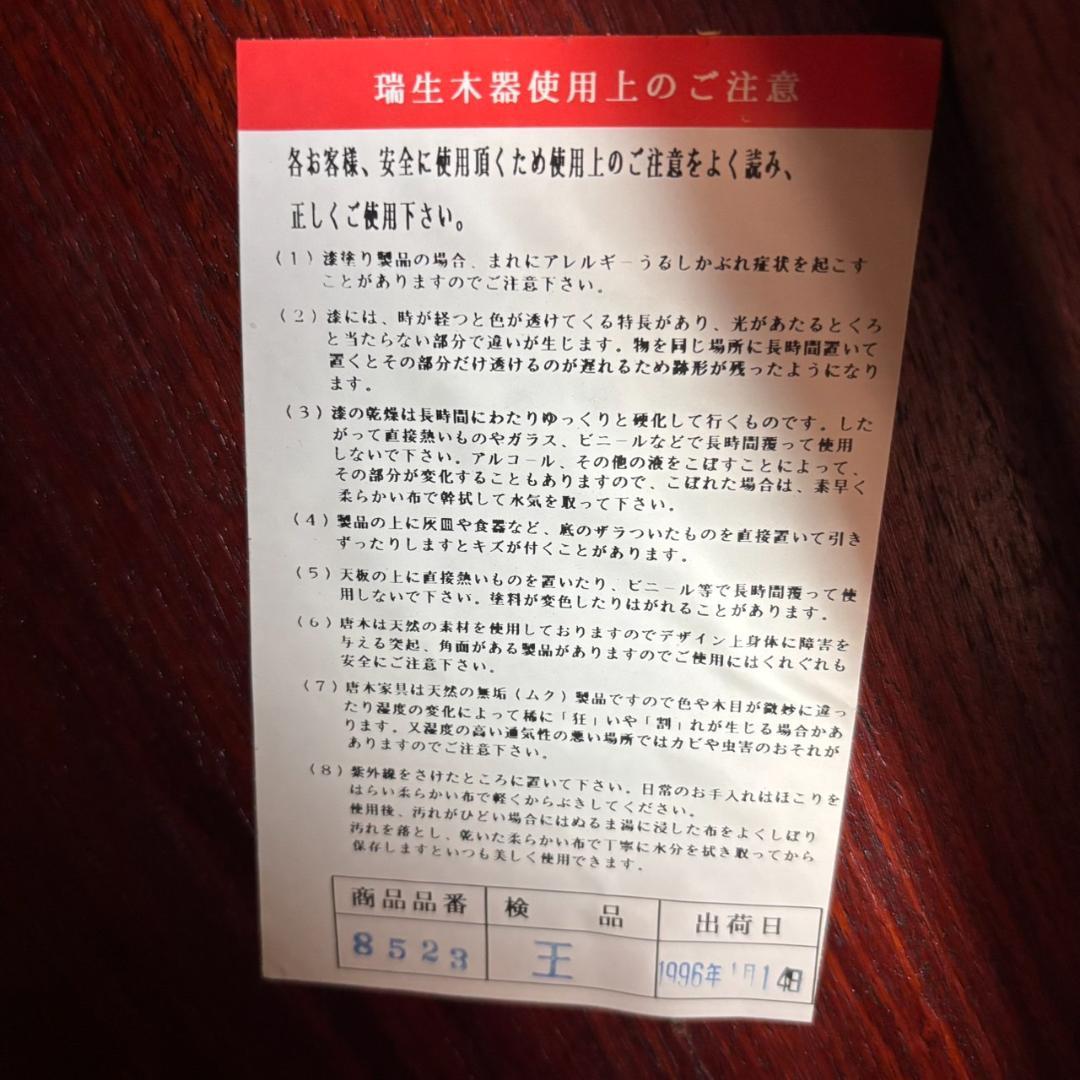 瑞生木器使用上のご注意
各お客様、安全に使用頂くため使用上のご注意をよく読み、
正しくご使用下さい。
(1)漆塗り製品の場合、まれにアレルギーうるしかぶれ症状を起こす
ことがありますのでご注意下さい。
(2)漆には、時が経つと色が透けてくる特長があり、光があたるとくろ
と当たらない部分で違いが生じます。物を同じ場所に長時間置いて
置くとその部分だけ透けるのが遅れるため跡形が残ったようになり
ます。
(3)漆の乾燥は長時間にわたりゆっくりと硬化して行くものです。した
がって直接熱いものやガラス、ビニールなどで長時間覆って使用
しないで下さい。アルコール、その他の液をこぼすことによって、
その部分が変化することもありますので、こぼれた場合は、素早く
柔らかい布で幹拭して水気を取って下さい。
(4)製品の上に灰皿や食器など、底のザラついたものを直接置いて引き
ずったりしますとキズが付くことがあります。
(5)天板の上に直接熱いものを置いたり、ビニール等で長時間覆って使
用しないで下さい。塗料が変色したりはがれることがあります。
(6)唐木は天然の素材を使用しておりますのでデザイン上身体に障害を
与える突起、角面がある製品がありますのでご使用にはくれぐれも
安全にご注意下さい。
(7)唐木家具は天然の無垢(ムク)製品ですので色や木目が微妙に違っ
たり湿度の変化によって稀に「狂」いや「割」れが生じる場合かあ
ります。又湿度の高い通気性の悪い場所ではカビや虫害のおそれが
ありますのでご注意下さい。
(8)紫外線をさけたところに置いて下さい。日常のお手入れはほこりを
はらい柔らかい布で軽くからぶきしてください。
使用後、汚れがひどい場合にはぬるま湯に浸した布をよくしぼり
汚れを落とし、乾いた柔らかい布で丁寧に水分を拭き取ってから
保存しますといつも美しく使用できます。
商品品番 検 品 出荷日
8523 王 1996年1月14日